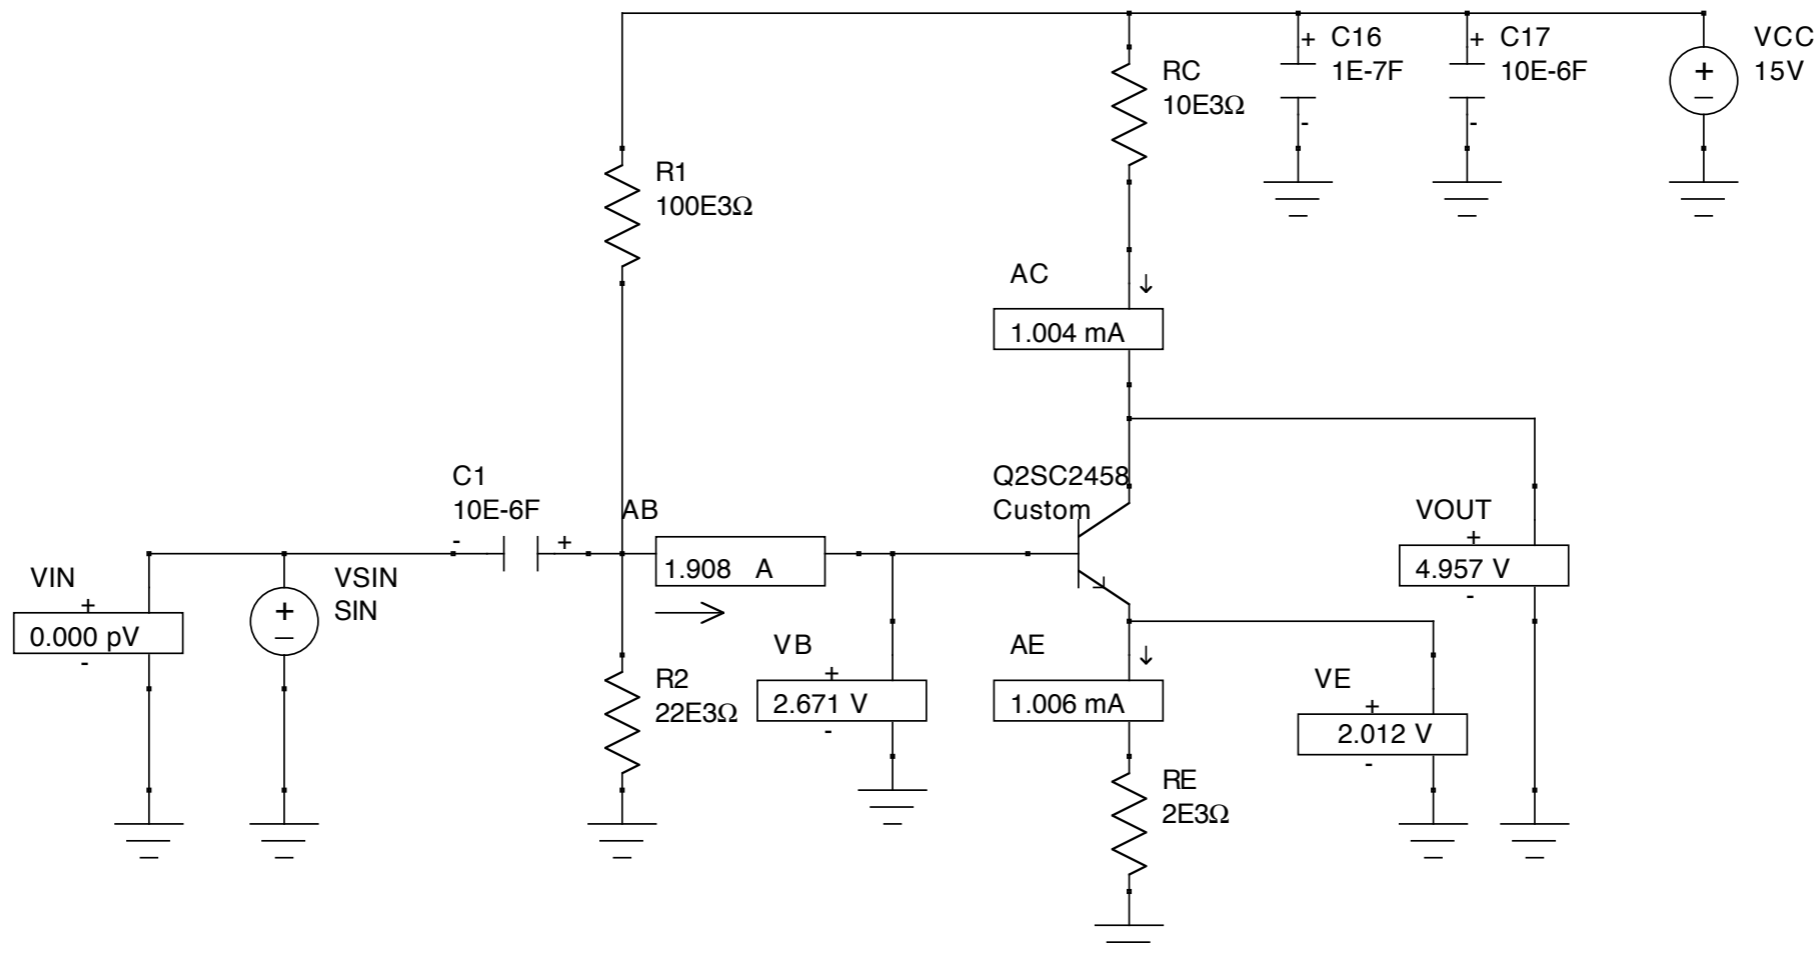 C16
1E-7F
C17
10E-6F
VCC
15V
+
-
+
-
+
−
RC
10E3Ω
R1
100E3Ω
AC
↓
1.004 mA
C1
10E-6F
-
+
AB
1.908 A
Q2SC2458
Custom
VOUT
+
4.957 V
-
VIN
+
0.000 pV
-
VSIN
SIN
+
−
VB
+
2.671 V
-
AE
↓
1.006 mA
VE
+
2.012 V
-
R2
22E3Ω
RE
2E3Ω